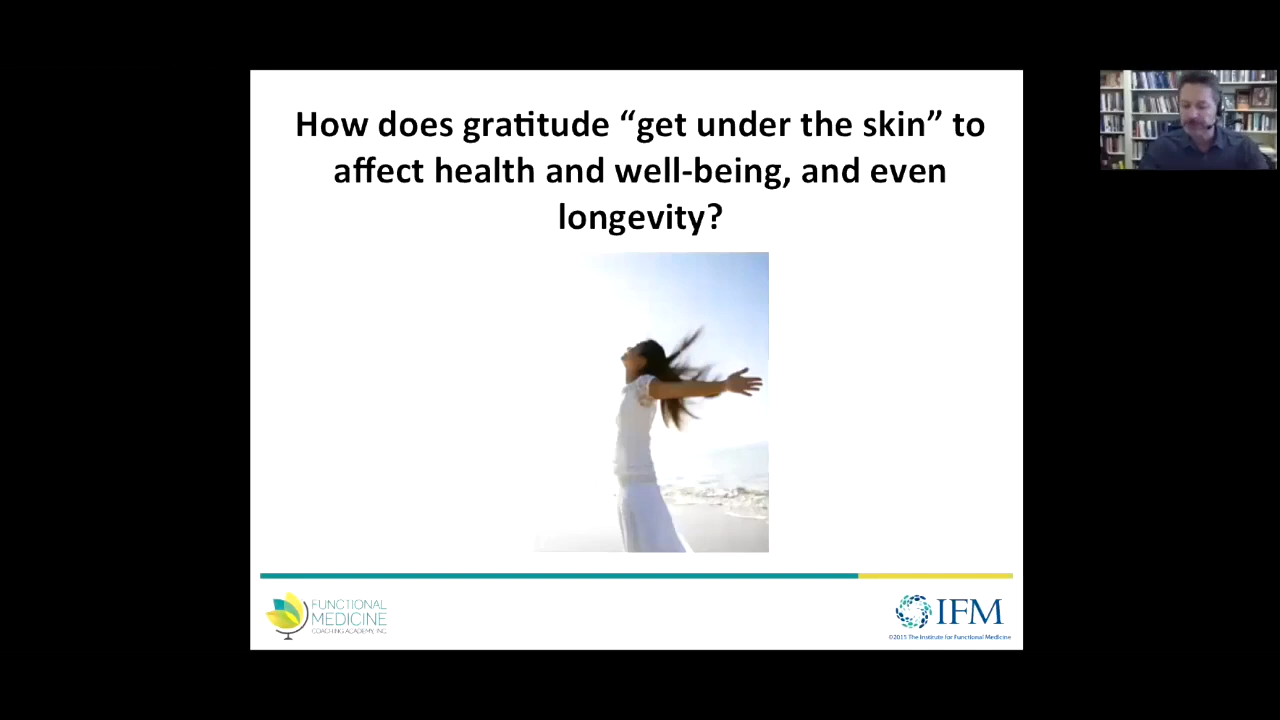 How does gratitude “get under the skin” to
affect health and well-being, and even
longevity?
FUNCTIONAL
MEDICINE
COACHING ACADEMY, INC
IFM
©2015 The Institute for Functional Medicine